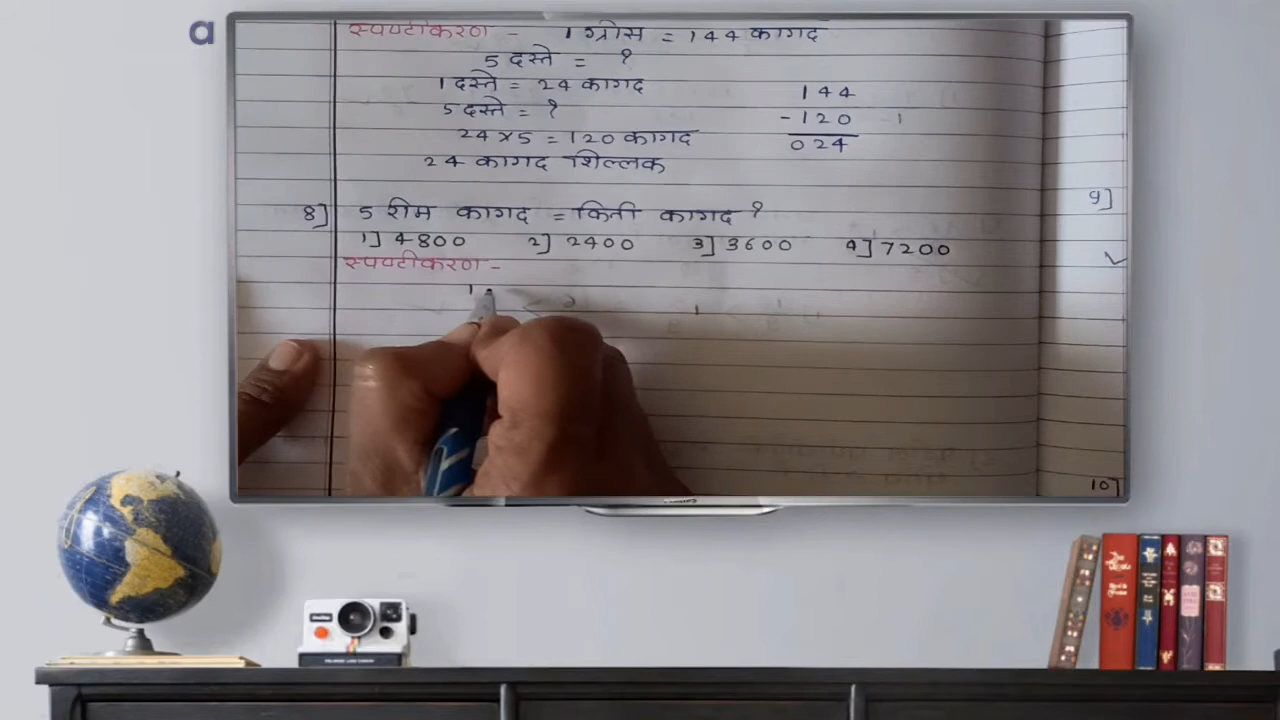 a
स्पष्टीकरण - 1 ग्रोस = 144 कागद
5 दस्ते = ?
1 दस्ते = 24 कागद
5 दस्ते = ?
24 × 5 = 120 कागद
24 कागद शिल्लक
144
- 120
024
8] 5 रीम कागद = किती कागद ?
1] 4800 2] 2400 3] 3600 4] 7200
स्पष्टीकरण -
1
9]
10]